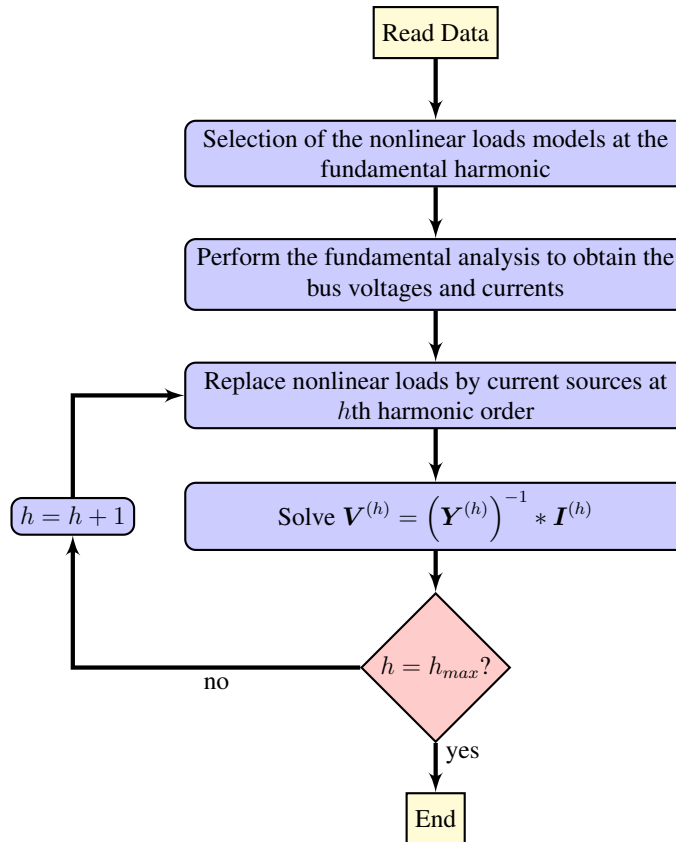 Read Data
Selection of the nonlinear loads models at the
fundamental harmonic
Perform the fundamental analysis to obtain the
bus voltages and currents
Replace nonlinear loads by current sources at
hth harmonic order
h = h + 1
Solve V^(h) = (Y^(h))^−1 ∗ I^(h)
h = h_max?
no
yes
End